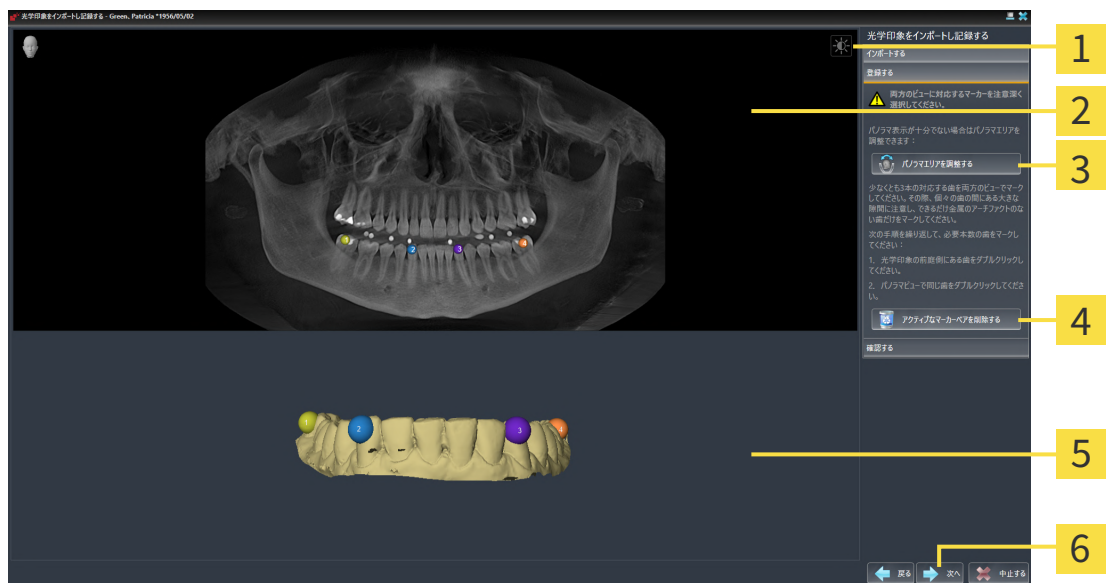 光学印象をインポートし記録する - Green, Patricia *1956/05/02
光学印象をインポートし記録する
インポートする
登録する
両方のビューに対応するマーカーを注意深く
選択してください。
パノラマ表示が十分でない場合はパノラマエリアを
調整できます：
パノラマエリアを調整する
少なくとも3本の対応する歯を両方のビューでマーク
してください。その際、個々の歯の間にある大きな
隙間に注意し、できるだけ金属のアーチファクトのな
い歯だけをマークしてください。
次の手順を繰り返して、必要本数の歯をマークし
てください：
1. 光学印象の前庭側にある歯をダブルクリックし
てください。
2. パノラマビューで同じ歯をダブルクリックしてくださ
い。
アクティブなマーカーペアを削除する
確認する
1
2
3
4
1
2
3
4
戻る
次へ
中止する
1
2
3
4
5
6